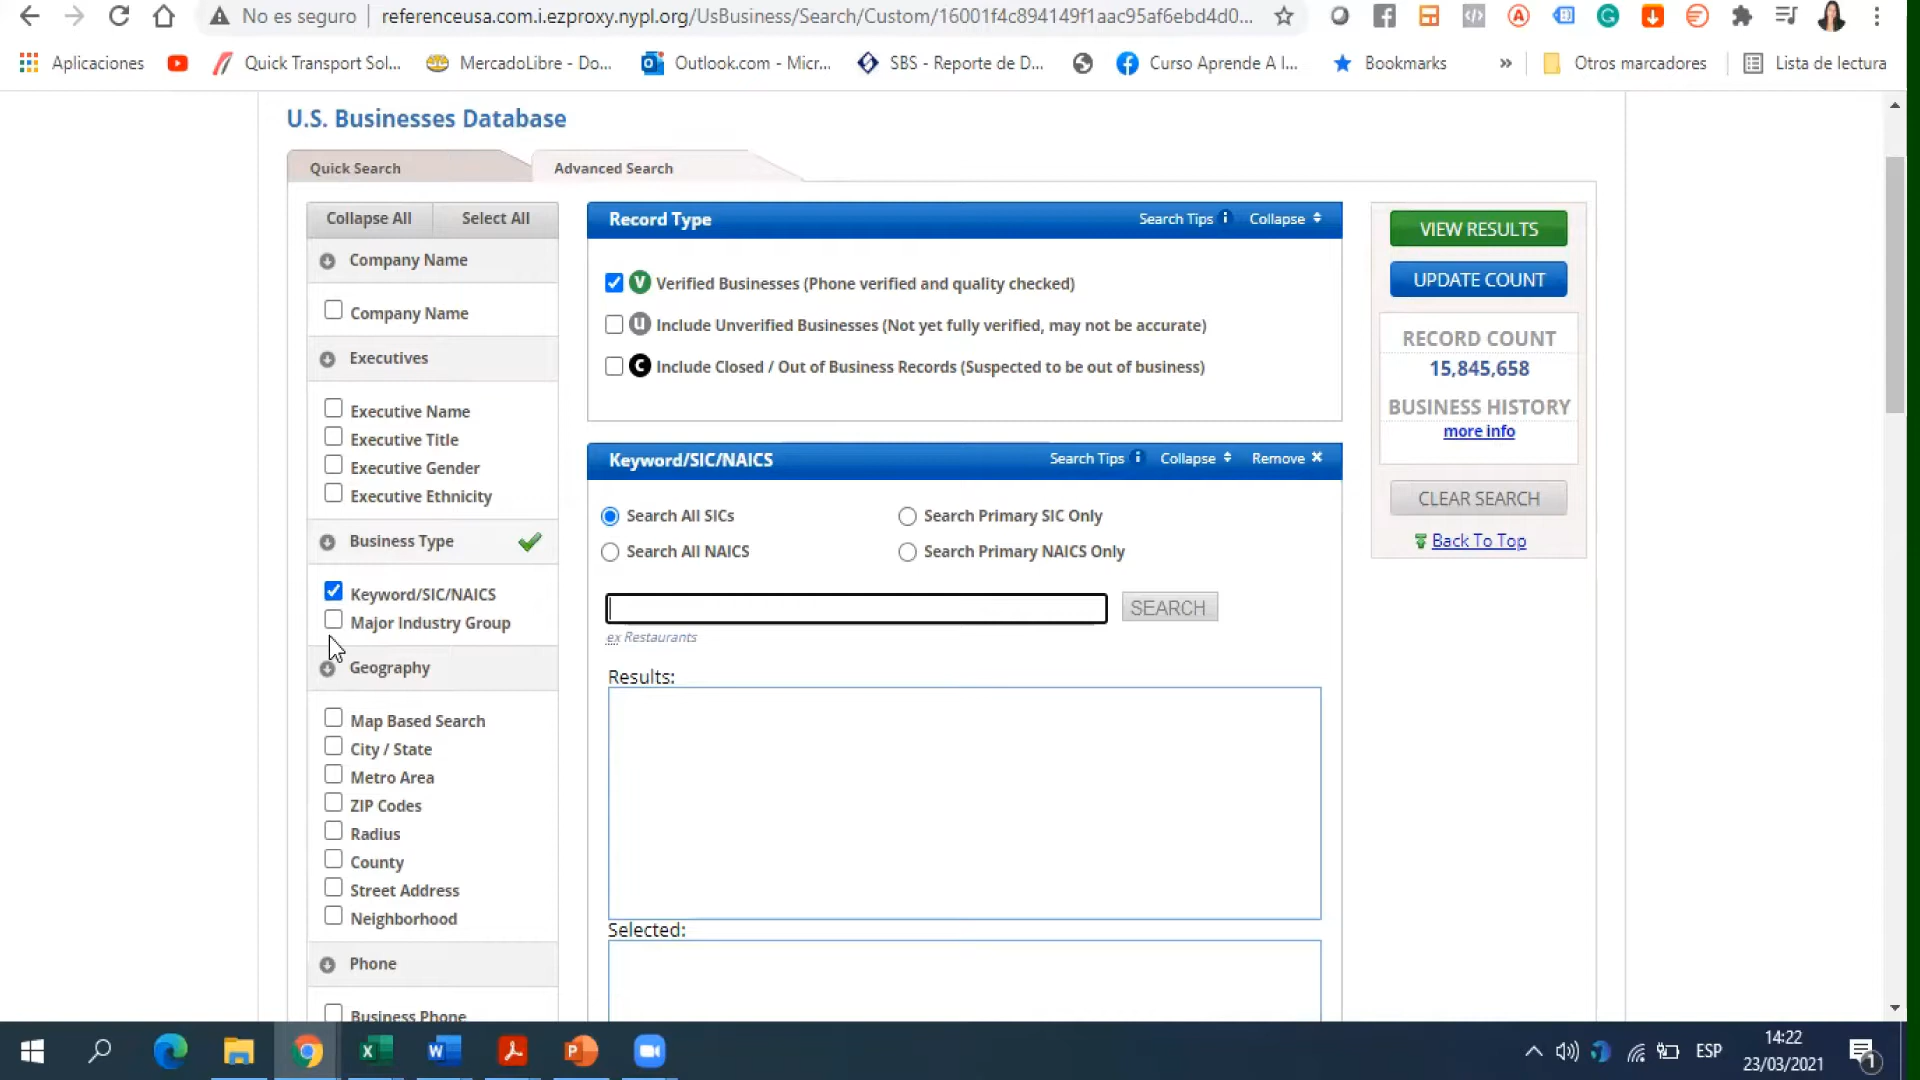 No es seguro
referenceusa.com.i.ezproxy.nypl.org/UsBusiness/Search/Custom/16001f4c894149f1aac95af6ebd4d0...
Aplicaciones
Quick Transport Sol...
MercadoLibre - Do...
Outlook.com - Micr...
SBS - Reporte de D...
Curso Aprende A I...
Bookmarks
»
Otros marcadores
Lista de lectura
U.S. Businesses Database
Quick Search
Advanced Search
Collapse All
Select All
Company Name
Company Name
Executives
Executive Name
Executive Title
Executive Gender
Executive Ethnicity
Business Type
Keyword/SIC/NAICS
Major Industry Group
Geography
Map Based Search
City / State
Metro Area
ZIP Codes
Radius
County
Street Address
Neighborhood
Phone
Business Phone
Record Type
Search Tips i
Collapse
V Verified Businesses (Phone verified and quality checked)
U Include Unverified Businesses (Not yet fully verified, may not be accurate)
C Include Closed / Out of Business Records (Suspected to be out of business)
Keyword/SIC/NAICS
Search Tips i
Collapse
Remove ×
Search All SICs
Search Primary SIC Only
Search All NAICS
Search Primary NAICS Only
SEARCH
ex Restaurants
Results:
Selected:
VIEW RESULTS
UPDATE COUNT
RECORD COUNT
15,845,658
BUSINESS HISTORY
more info
CLEAR SEARCH
Back To Top
ESP
14:22
23/03/2021
1